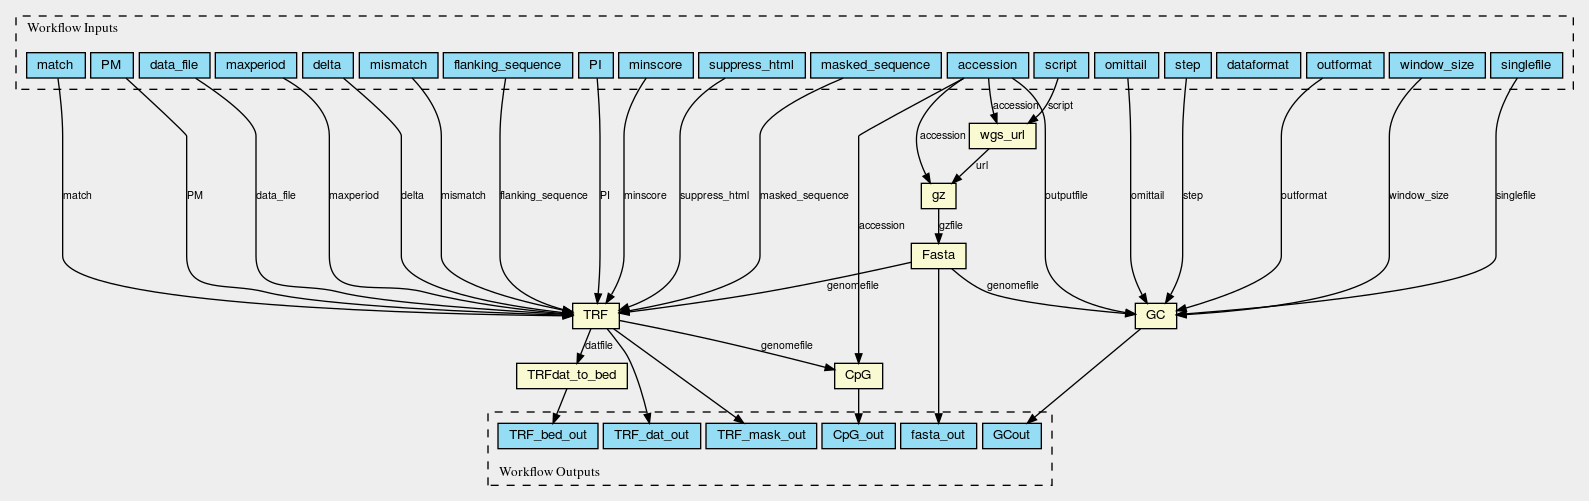 Workflow Inputs
match PM data_file maxperiod delta mismatch flanking_sequence PI minscore suppress_html masked_sequence accession script omittail step dataformat outformat window_size singlefile
accession script
accession wgs_url
url
match PM data_file maxperiod delta mismatch flanking_sequence PI minscore suppress_html masked_sequence gz outputfile omittail step outformat window_size singlefile
accession gzfile
Fasta
genomefile genomefile
TRF GC
datfile genomefile
TRFdat_to_bed CpG
TRF_bed_out TRF_dat_out TRF_mask_out CpG_out fasta_out GCout
Workflow Outputs